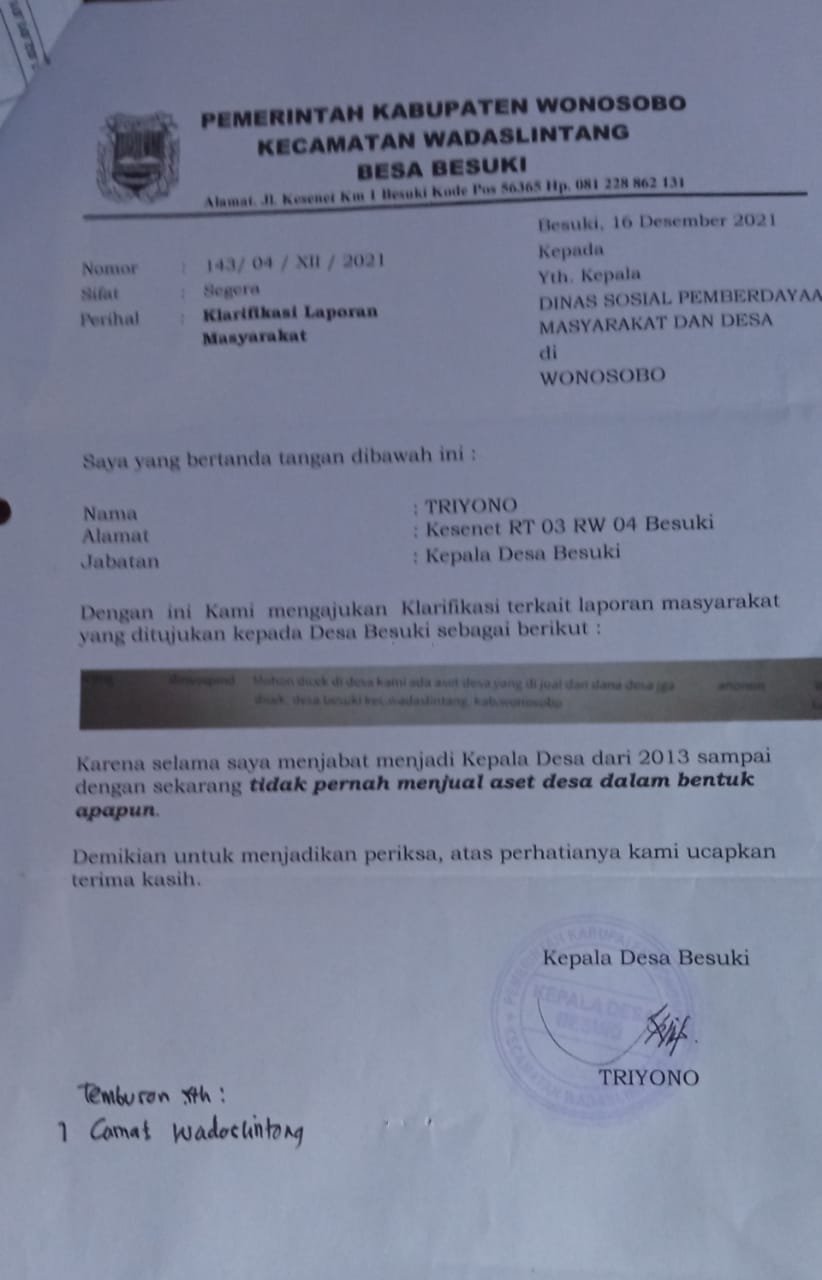 PEMERINTAH KABUPATEN WONOSOBO
KECAMATAN WADASLINTANG
BESA BESUKI
Alamat. Jl. Kesenet Km 1 Besuki Kode Pos 56365 Hp. 081 228 862 131
Besuki, 16 Desember 2021
Kepada
Yth. Kepala
DINAS SOSIAL PEMBERDAYAA
MASYARAKAT DAN DESA
di
WONOSOBO
Nomor : 143/ 04 / XII / 2021
Sifat : Segera
Perihal : Klarifikasi Laporan
Masyarakat
Saya yang bertanda tangan dibawah ini :
Nama : TRIYONO
Alamat : Kesenet RT 03 RW 04 Besuki
Jabatan : Kepala Desa Besuki
Dengan ini Kami mengajukan Klarifikasi terkait laporan masyarakat
yang ditujukan kepada Desa Besuki sebagai berikut :
Mohon dicek di desa kami ada aset desa yang di jual dan dana desa jga anonim
dicek, desa besuki kec.wadaslintang, kab.wonosobo
Karena selama saya menjabat menjadi Kepala Desa dari 2013 sampai
dengan sekarang tidak pernah menjual aset desa dalam bentuk
apapun.
Demikian untuk menjadikan periksa, atas perhatianya kami ucapkan
terima kasih.
Kepala Desa Besuki
KEPALA DESA
BESUKI
TRIYONO
Temburon yth :
1 Camat Wadaslintang